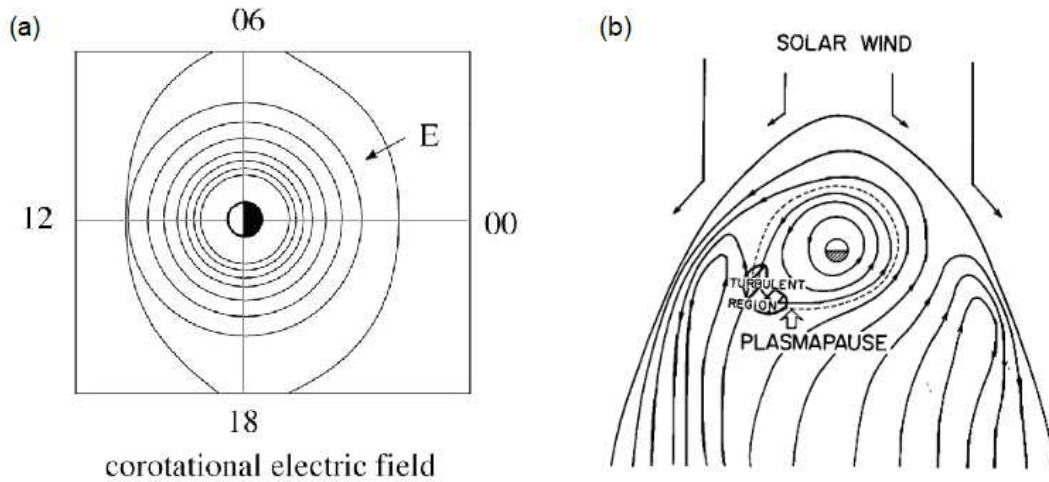 (a)
06
E
12
00
18
corotational electric field
(b)
SOLAR WIND
TURBULENT
REGION
PLASMAPAUSE